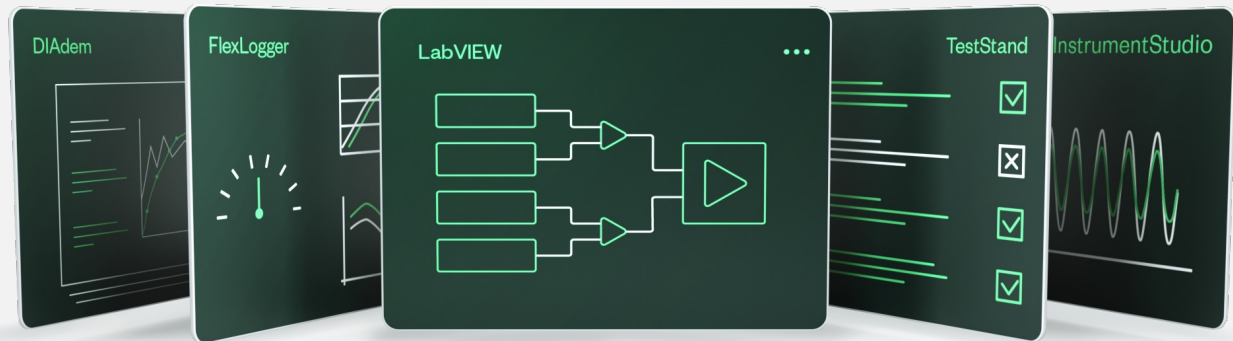 DIAdem
FlexLogger
LabVIEW
TestStand
InstrumentStudio